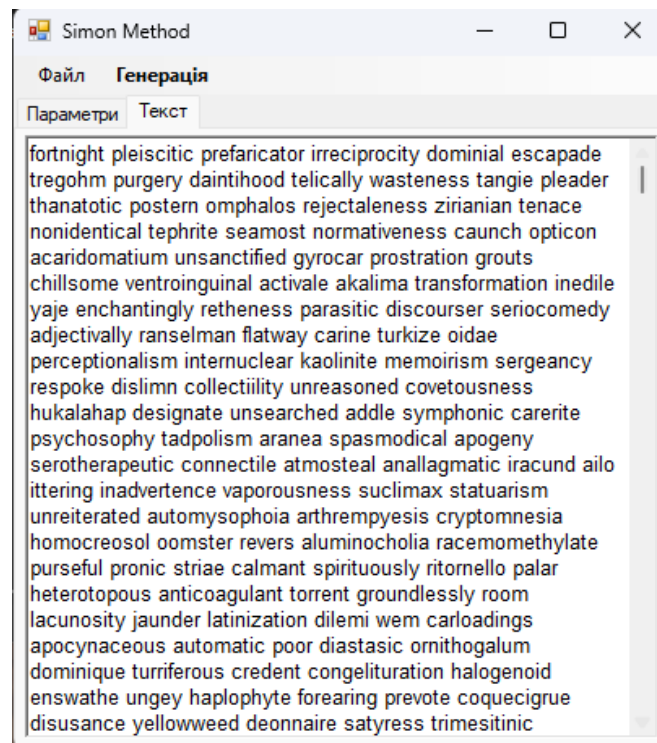 Simon Method
Файл Генерація
Параметри Текст
fortnight pleiscitic prefaricator irreciprocity dominial escapade
tregohm purgery daintihood telically wasteness tangie pleader
thanatotic postern omphalos rejectaleness zirianian tenace
nonidentical tephrite seamost normativeness caunch opticon
acaridomatium unsanctified gyrocar prostration grouts
chillsome ventroinguinal activale akalima transformation inedile
yaje enchantingly retheness parasitic discourser seriocomedy
adjectivally ranselman flatway carine turkize oidae
perceptionalism internuclear kaolinite memoirism sergeancy
respoke dislimn collectiility unreasoned covetousness
hukalahap designate unsearched addle symphonic carerite
psychosophy tadpolism aranea spasmodical apogeny
serotherapeutic connectile atmosteal anallagmatic iracund ailo
ittering inadvertence vaporousness suclimax statuarism
unreiterated automysophoia arthrempyesis cryptomnesia
homocreosol oomster revers aluminocholia racemomethylate
purseful pronic striae calmant spirituously ritornello palar
heterotopous anticoagulant torrent groundlessly room
lacunosity jaunder latinization dilemi wem carloadings
apocynaceous automatic poor diastasic ornithogalum
dominique turriferous credent congelituration halogenoid
enswathe ungey haplophyte forearing prevote coquecigrue
disusance yellowweed deonnaire satyress trimesitinic